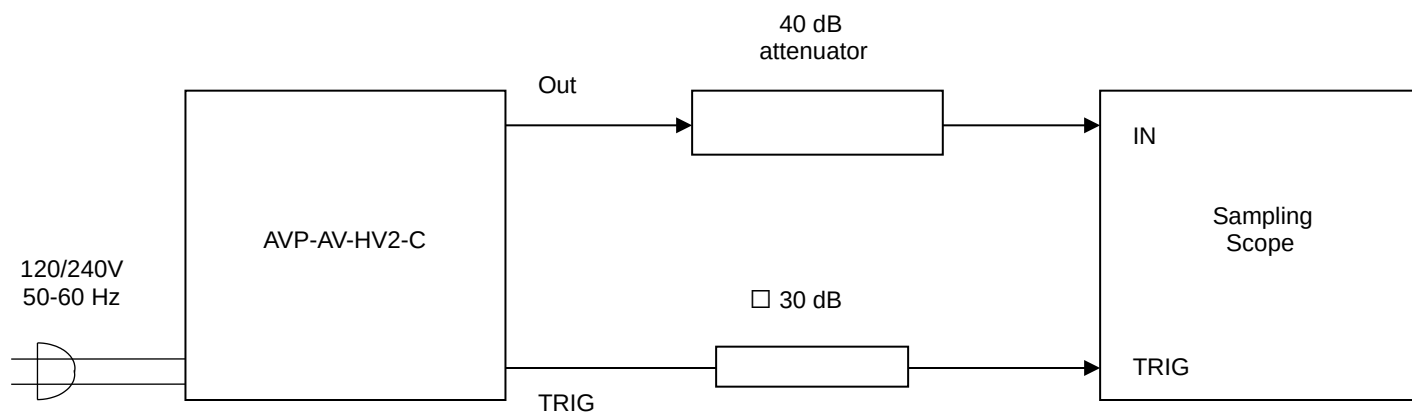 40 dB
attenuator
Out
IN
Sampling
Scope
AVP-AV-HV2-C
120/240V
50-60 Hz
□ 30 dB
TRIG
TRIG